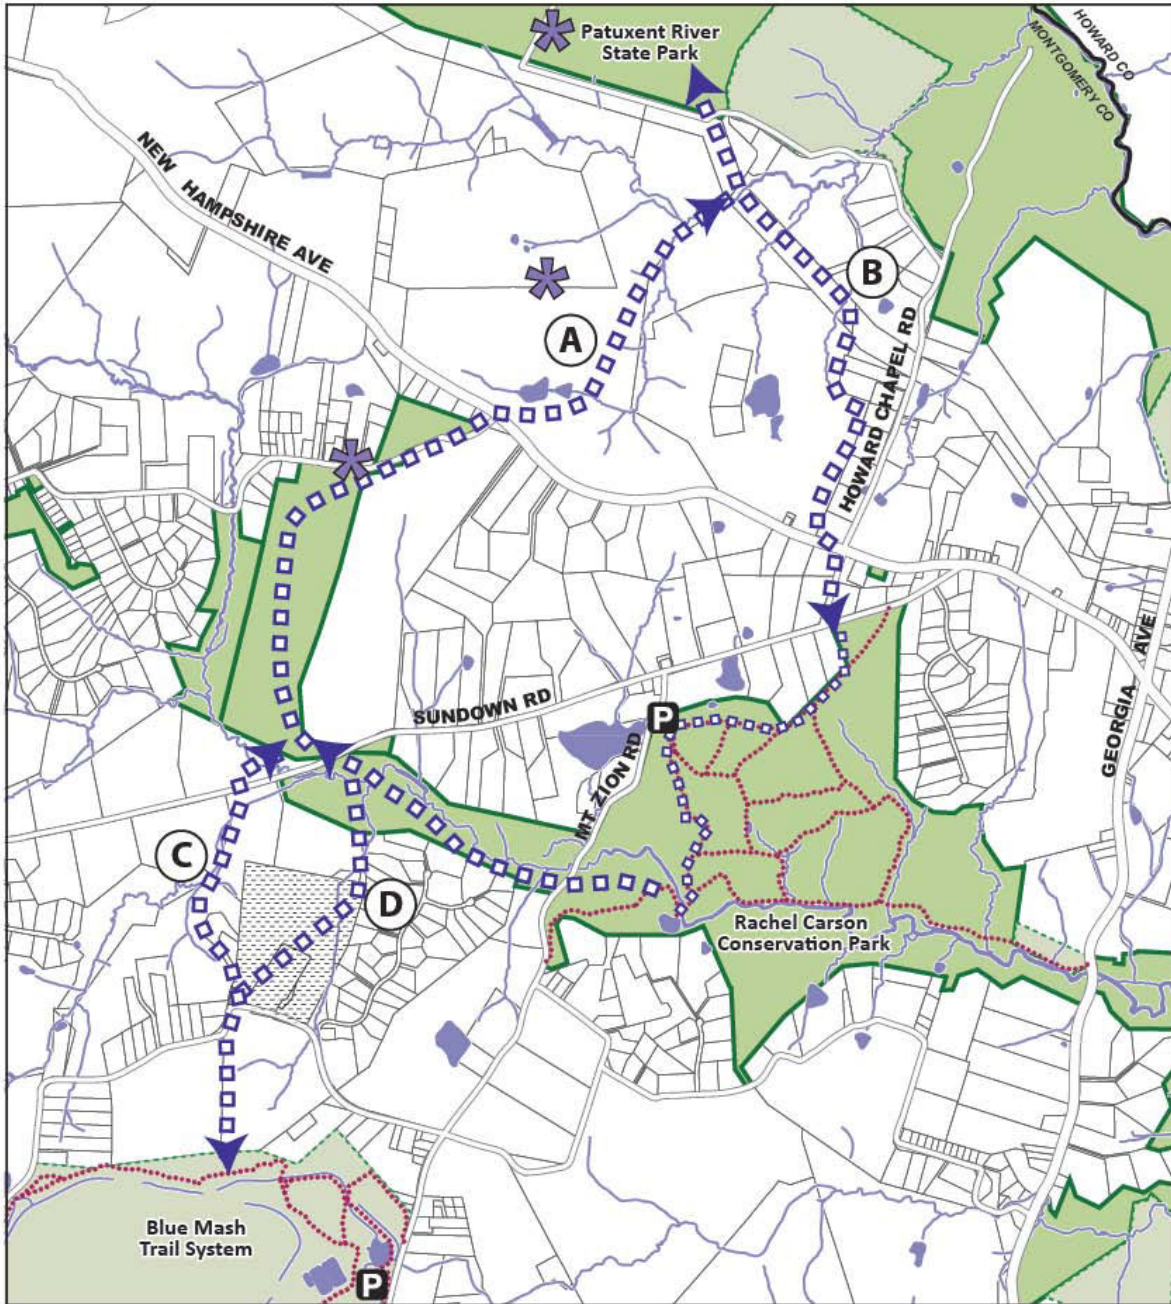 Patuxent River
State Park
HOWARD CO
MONTGOMERY CO
NEW HAMPSHIRE AVE
B
A
HOWARD CHAPEL RD
SUNDOWN RD
P
MT ZION RD
GEORGIA AVE
C
D
Rachel Carson
Conservation Park
Blue Mash
Trail System
P